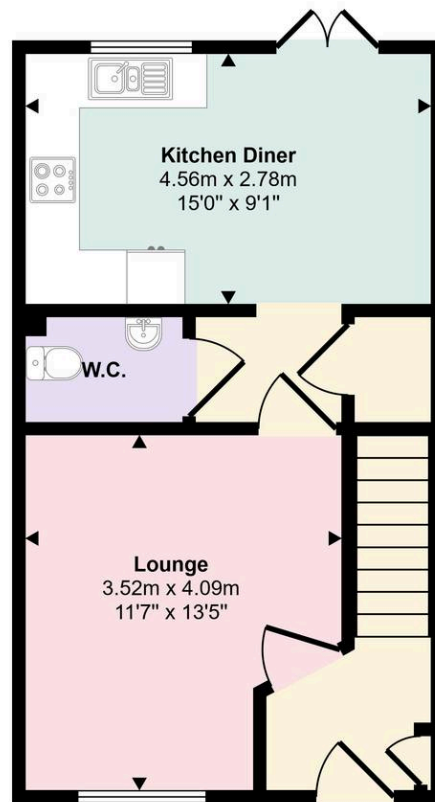 Kitchen Diner
4.56m x 2.78m
15'0" x 9'1"
W.C.
Lounge
3.52m x 4.09m
11'7" x 13'5"